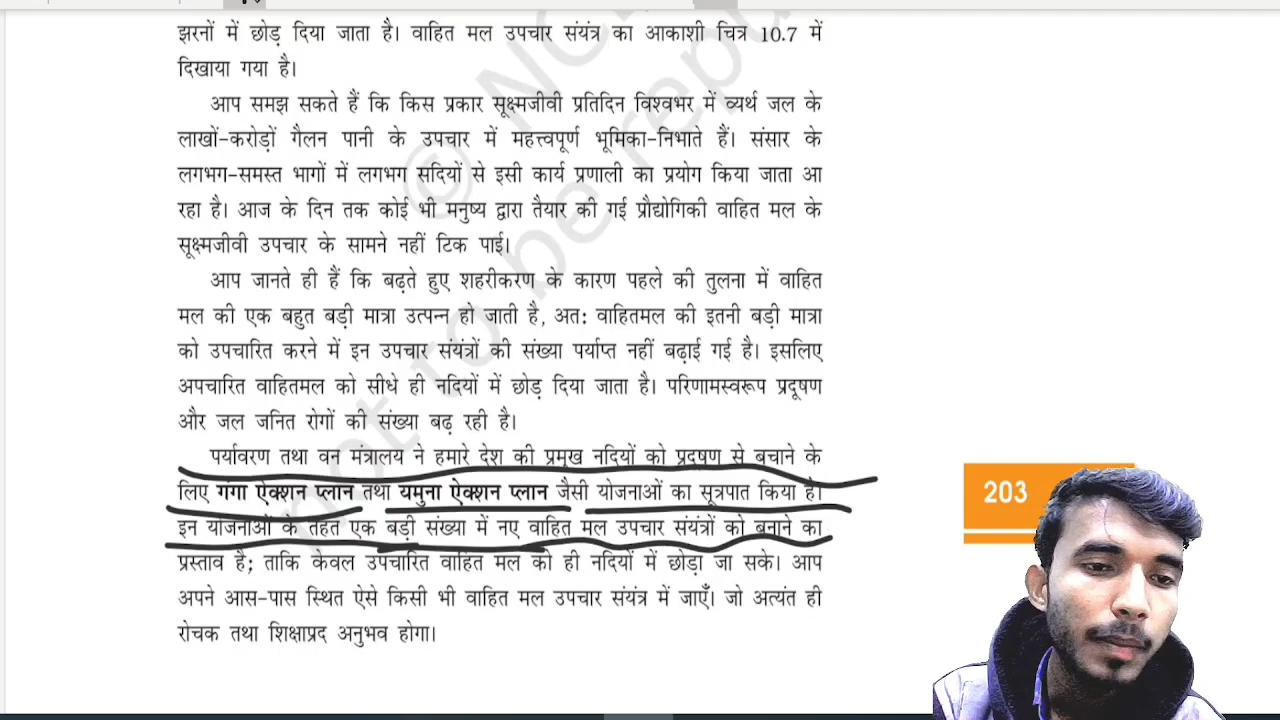 झरनों में छोड़ दिया जाता है। वाहित मल उपचार संयंत्र का आकाशी चित्र 10.7 में
दिखाया गया है।
आप समझ सकते हैं कि किस प्रकार सूक्ष्मजीवी प्रतिदिन विश्वभर में व्यर्थ जल के
लाखों-करोड़ों गैलन पानी के उपचार में महत्त्वपूर्ण भूमिका-निभाते हैं। संसार के
लगभग-समस्त भागों में लगभग सदियों से इसी कार्य प्रणाली का प्रयोग किया जाता आ
रहा है। आज के दिन तक कोई भी मनुष्य द्वारा तैयार की गई प्रौद्योगिकी वाहित मल के
सूक्ष्मजीवी उपचार के सामने नहीं टिक पाई।
आप जानते ही हैं कि बढ़ते हुए शहरीकरण के कारण पहले की तुलना में वाहित
मल की एक बहुत बड़ी मात्रा उत्पन्न हो जाती है, अत: वाहितमल की इतनी बड़ी मात्रा
को उपचारित करने में इन उपचार सयंत्रों की संख्या पर्याप्त नहीं बढ़ाई गई है। इसलिए
अपचारित वाहितमल को सीधे ही नदियों में छोड़ दिया जाता है। परिणामस्वरूप प्रदूषण
और जल जनित रोगों की संख्या बढ़ रही है।
पर्यावरण तथा वन मंत्रालय ने हमारे देश की प्रमुख नदियों को प्रदूषण से बचाने के
लिए गंगा ऐक्शन प्लान तथा यमुना ऐक्शन प्लान जैसी योजनाओं का सूत्रपात किया है।
इन योजनाओं के तहत एक बड़ी संख्या में नए वाहित मल उपचार संयंत्रों को बनाने का
प्रस्ताव है; ताकि केवल उपचारित वाहित मल को ही नदियों में छोड़ा जा सके। आप
अपने आस-पास स्थित ऐसे किसी भी वाहित मल उपचार संयंत्र में जाएँ। जो अत्यंत ही
रोचक तथा शिक्षाप्रद अनुभव होगा।
203
not to be repu
© NC